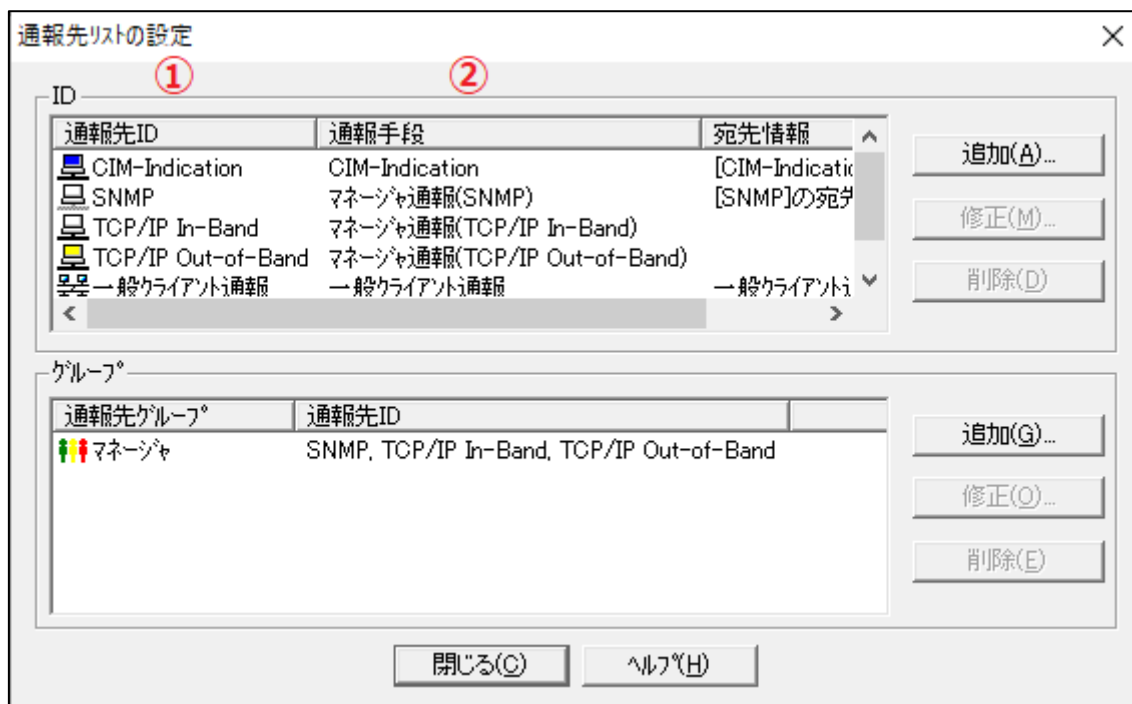 通報先ﾘｽﾄの設定
①
②
ID
通報先ID 通報手段 宛先情報
CIM-Indication CIM-Indication [CIM-Indicatic
SNMP ﾏﾈｰｼﾞｬ通報(SNMP) [SNMP]の宛先
TCP/IP In-Band ﾏﾈｰｼﾞｬ通報(TCP/IP In-Band)
TCP/IP Out-of-Band ﾏﾈｰｼﾞｬ通報(TCP/IP Out-of-Band)
一般ｸﾗｲｱﾝﾄ通報 一般ｸﾗｲｱﾝﾄ通報 一般ｸﾗｲｱﾝﾄi
追加(A)...
修正(M)...
削除(D)
ｸﾞﾙｰﾌﾟ
通報先ｸﾞﾙｰﾌﾟ 通報先ID
ﾏﾈｰｼﾞｬ SNMP, TCP/IP In-Band, TCP/IP Out-of-Band
追加(G)...
修正(O)...
削除(E)
閉じる(C) ﾍﾙﾌﾟ(H)